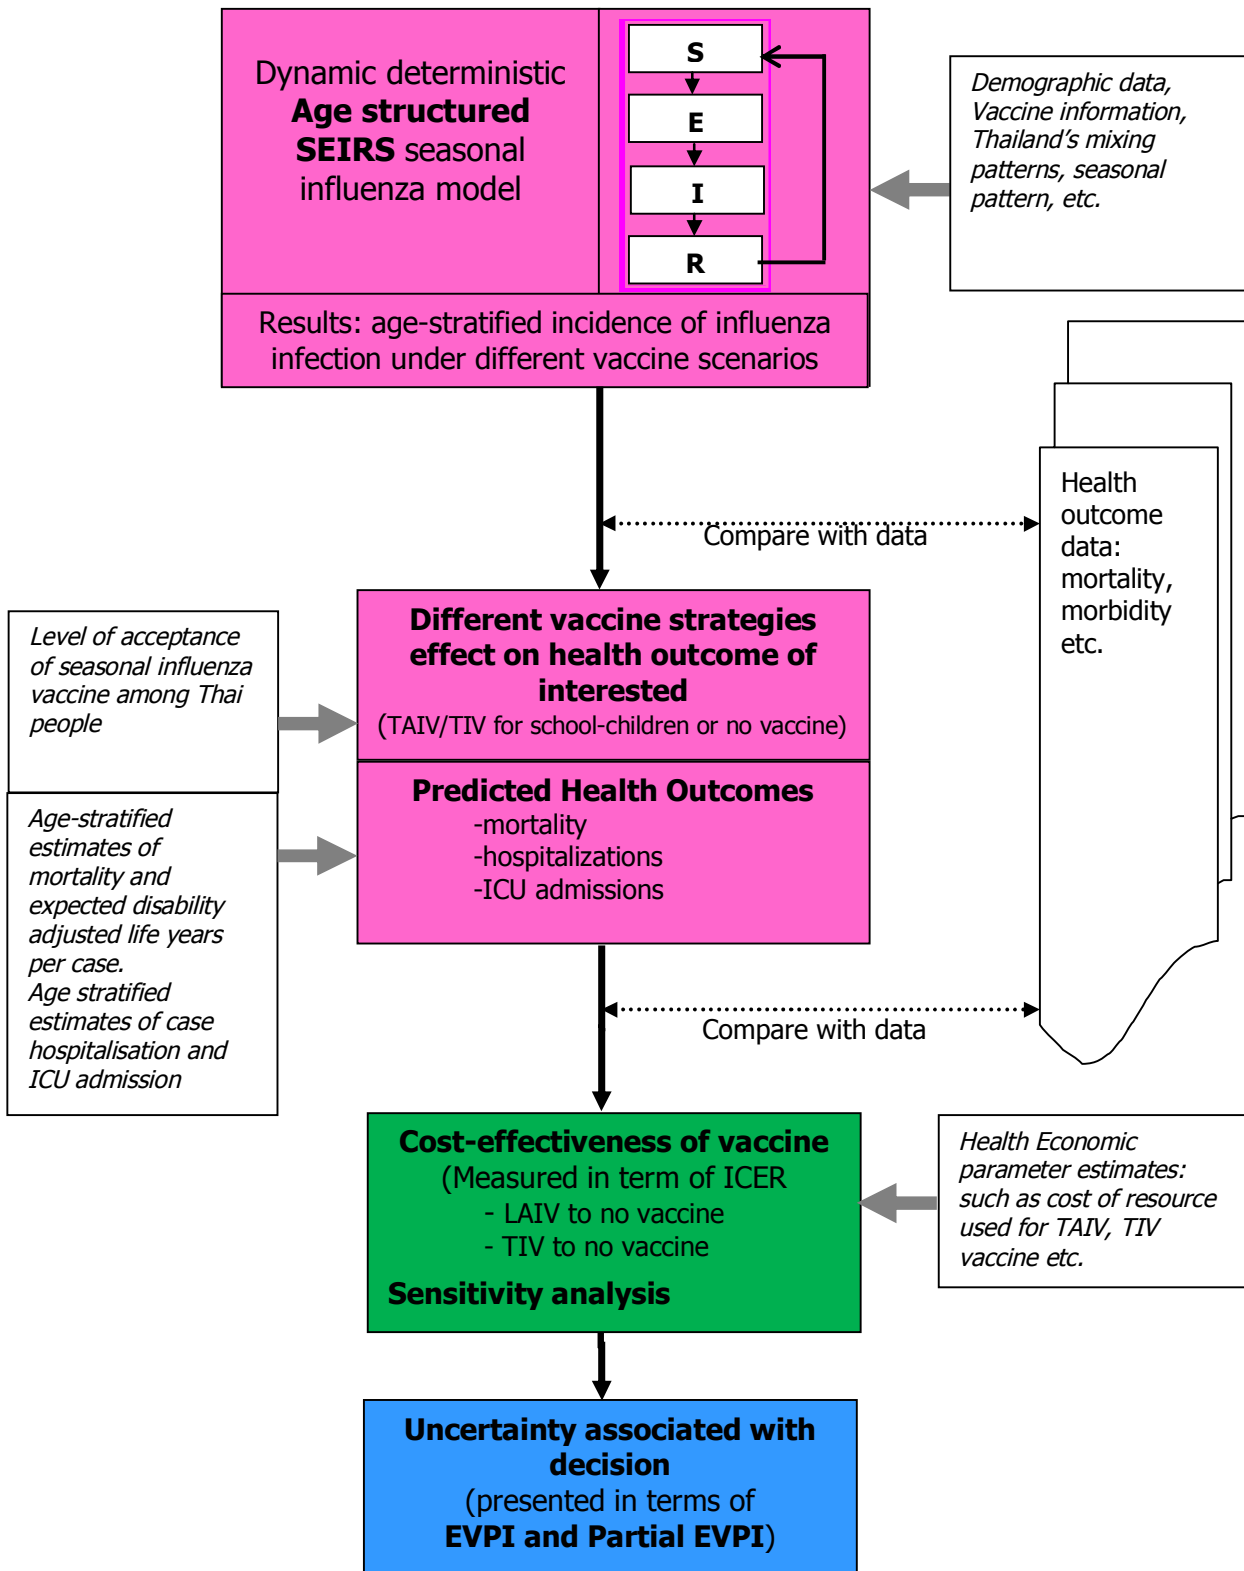 Dynamic deterministic
Age structured
SEIRS seasonal
influenza model
S
E
I
R
Demographic data,
Vaccine information,
Thailand's mixing
patterns, seasonal
pattern, etc.
Results: age-stratified incidence of influenza
infection under different vaccine scenarios
Compare with data
Health
outcome
data:
mortality,
morbidity
etc.
Level of acceptance
of seasonal influenza
vaccine among Thai
people
Different vaccine strategies
effect on health outcome of
interested
(TAIV/TIV for school-children or no vaccine)
Predicted Health Outcomes
-mortality
-hospitalizations
-ICU admissions
Age-stratified
estimates of
mortality and
expected disability
adjusted life years
per case.
Age stratified
estimates of case
hospitalisation and
ICU admission
Compare with data
Cost-effectiveness of vaccine
(Measured in term of ICER
- LAIV to no vaccine
- TIV to no vaccine
Sensitivity analysis
Health Economic
parameter estimates:
such as cost of resource
used for TAIV, TIV
vaccine etc.
Uncertainty associated with
decision
(presented in terms of
EVPI and Partial EVPI)